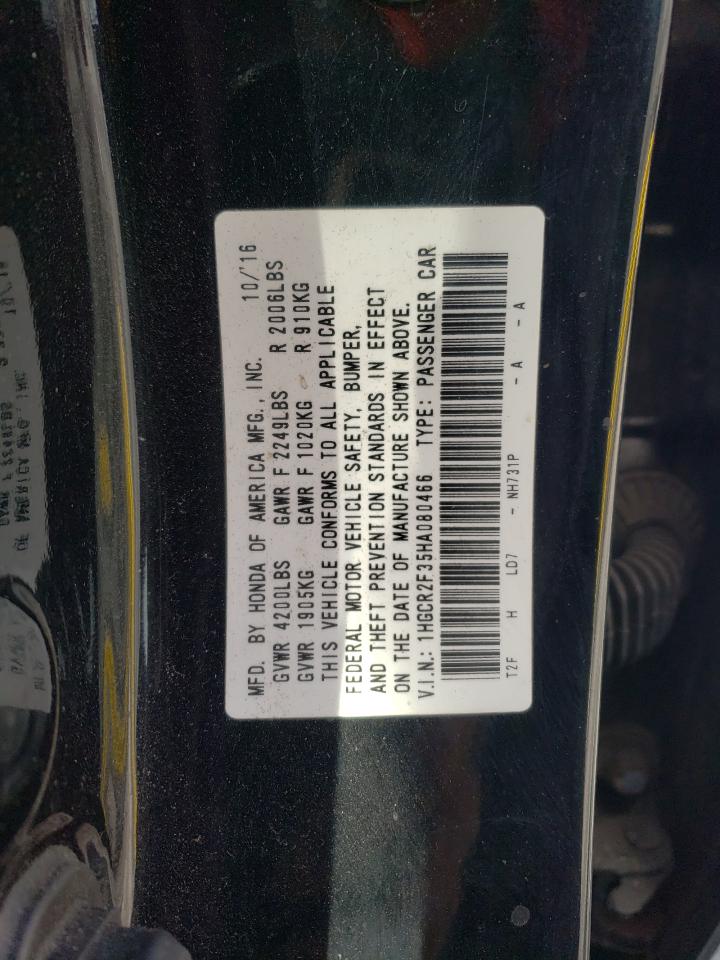 MFD. BY HONDA OF AMERICA MFG., INC. 10/'16
GVWR 4200LBS GAWR F 2249LBS R 2006LBS
GVWR 1905KG GAWR F 1020KG R 910KG
THIS VEHICLE CONFORMS TO ALL APPLICABLE
FEDERAL MOTOR VEHICLE SAFETY, BUMPER,
AND THEFT PREVENTION STANDARDS IN EFFECT
ON THE DATE OF MANUFACTURE SHOWN ABOVE.
V.I.N.: 1HGCR2F35HA080466 TYPE: PASSENGER CAR
T2F H LD7 - NH731P - A - A